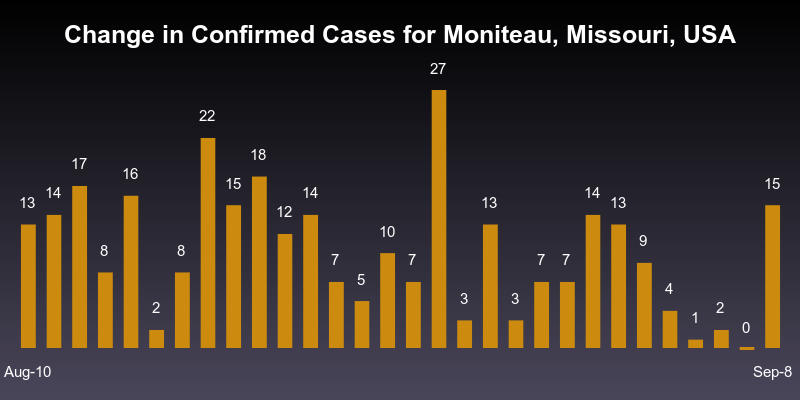 Change in Confirmed Cases for Moniteau, Missouri, USA
13 14 17 8 16 2 8 22 15 18 12 14 7 5 10 7 27 3 13 3 7 7 14 13 9 4 1 2 0 15
Aug-10 Sep-8